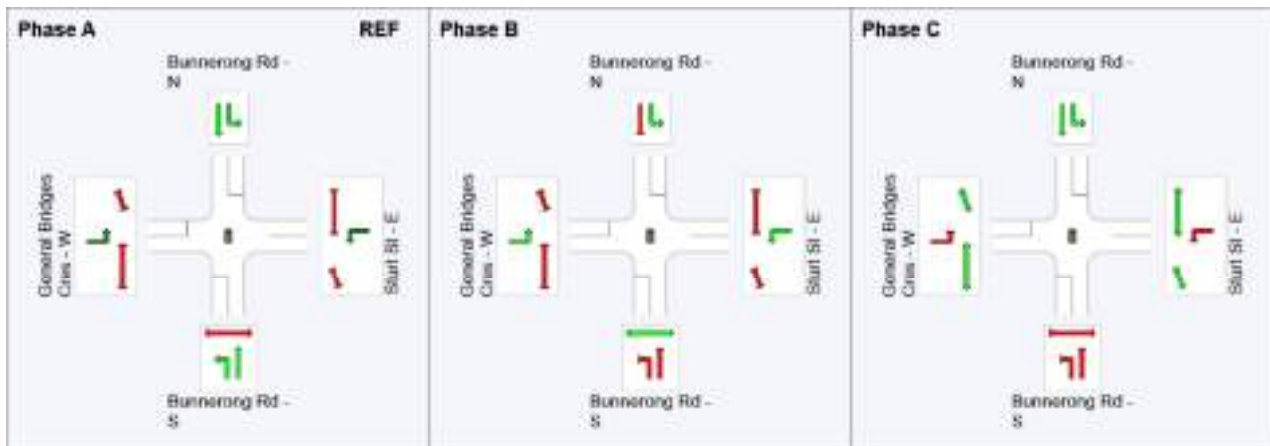 Phase A
REF
Bunnerong Rd -
N
General Bridges
Cres - W
Sturt St - E
Bunnerong Rd -
S
Phase B
Bunnerong Rd -
N
General Bridges
Cres - W
Sturt St - E
Bunnerong Rd -
S
Phase C
Bunnerong Rd -
N
General Bridges
Cres - W
Sturt St - E
Bunnerong Rd -
S